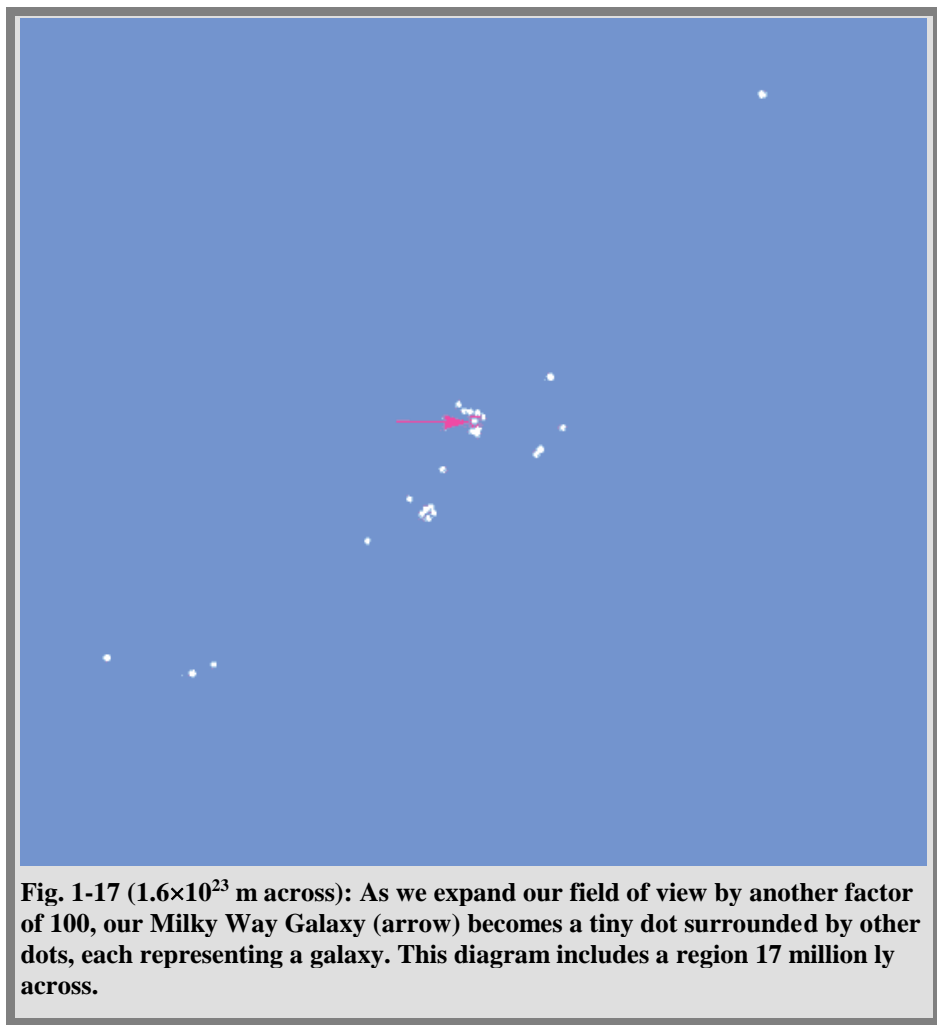 Fig. 1-17 (1.6×10²³ m across): As we expand our field of view by another factor
of 100, our Milky Way Galaxy (arrow) becomes a tiny dot surrounded by other
dots, each representing a galaxy. This diagram includes a region 17 million ly
across.